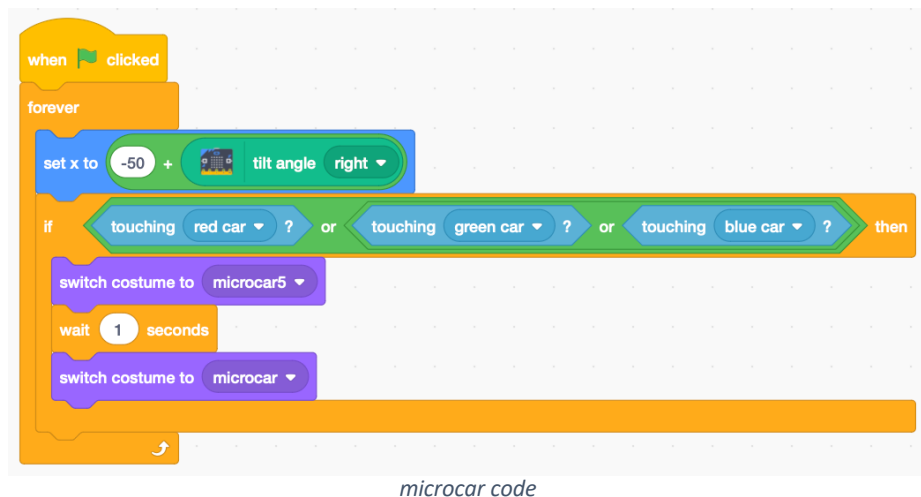 when clicked
forever
set x to -50 + tilt angle right
if touching red car ? or touching green car ? or touching blue car ? then
switch costume to microcar5
wait 1 seconds
switch costume to microcar
microcar code